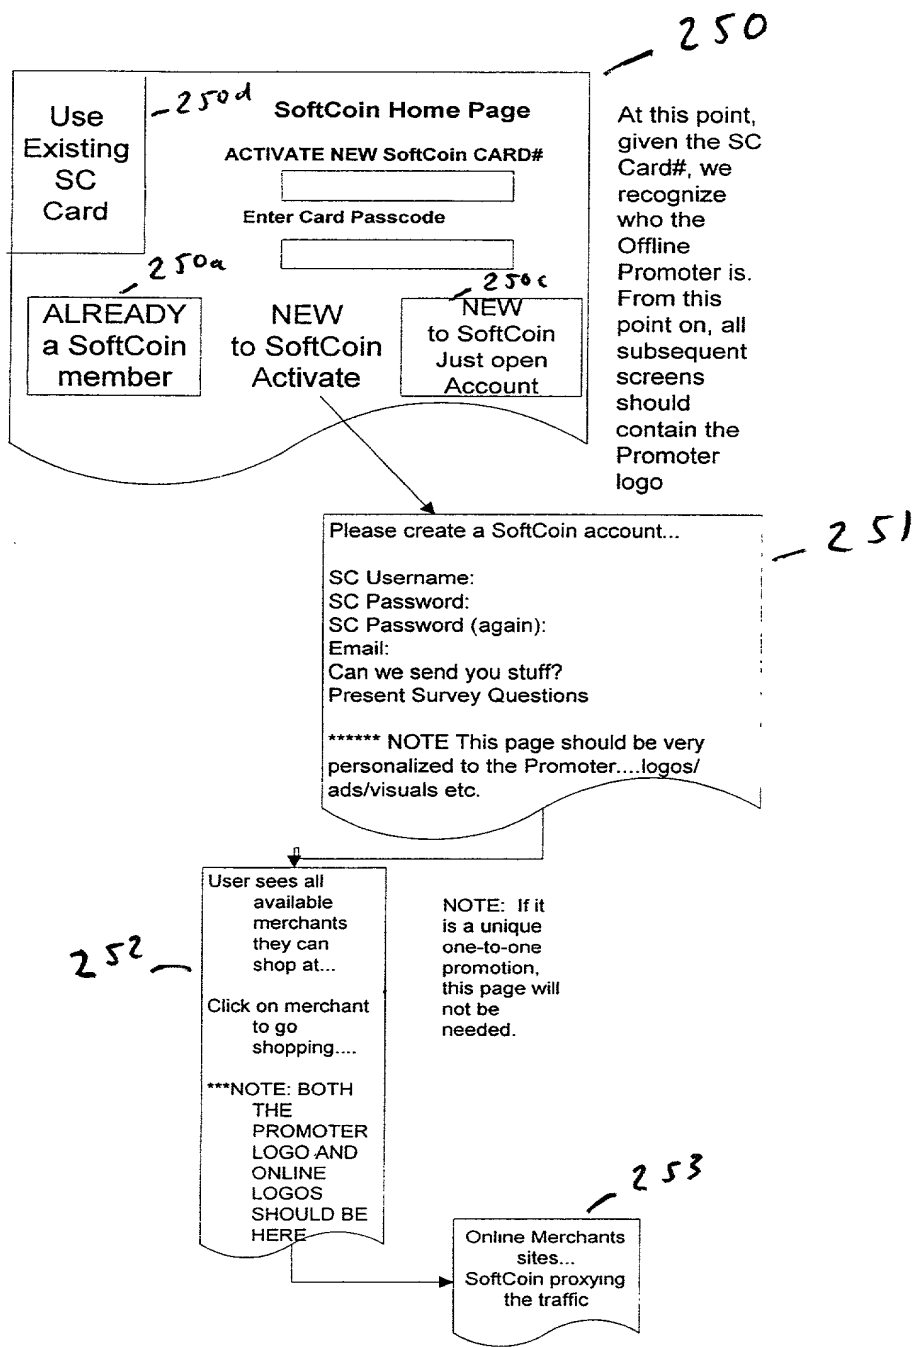 250
Use
Existing
SC
Card
250d
SoftCoin Home Page
ACTIVATE NEW SoftCoin CARD#
Enter Card Passcode
250a
ALREADY
a SoftCoin
member
NEW
to SoftCoin
Activate
250c
NEW
to SoftCoin
Just open
Account
At this point,
given the SC
Card#, we
recognize
who the
Offline
Promoter is.
From this
point on, all
subsequent
screens
should
contain the
Promoter
logo
251
Please create a SoftCoin account...
SC Username:
SC Password:
SC Password (again):
Email:
Can we send you stuff?
Present Survey Questions
****** NOTE This page should be very
personalized to the Promoter....logos/
ads/visuals etc.
252
User sees all
available
merchants
they can
shop at...
Click on merchant
to go
shopping....
***NOTE: BOTH
THE
PROMOTER
LOGO AND
ONLINE
LOGOS
SHOULD BE
HERE
NOTE: If it
is a unique
one-to-one
promotion,
this page will
not be
needed.
253
Online Merchants
sites...
SoftCoin proxying
the traffic